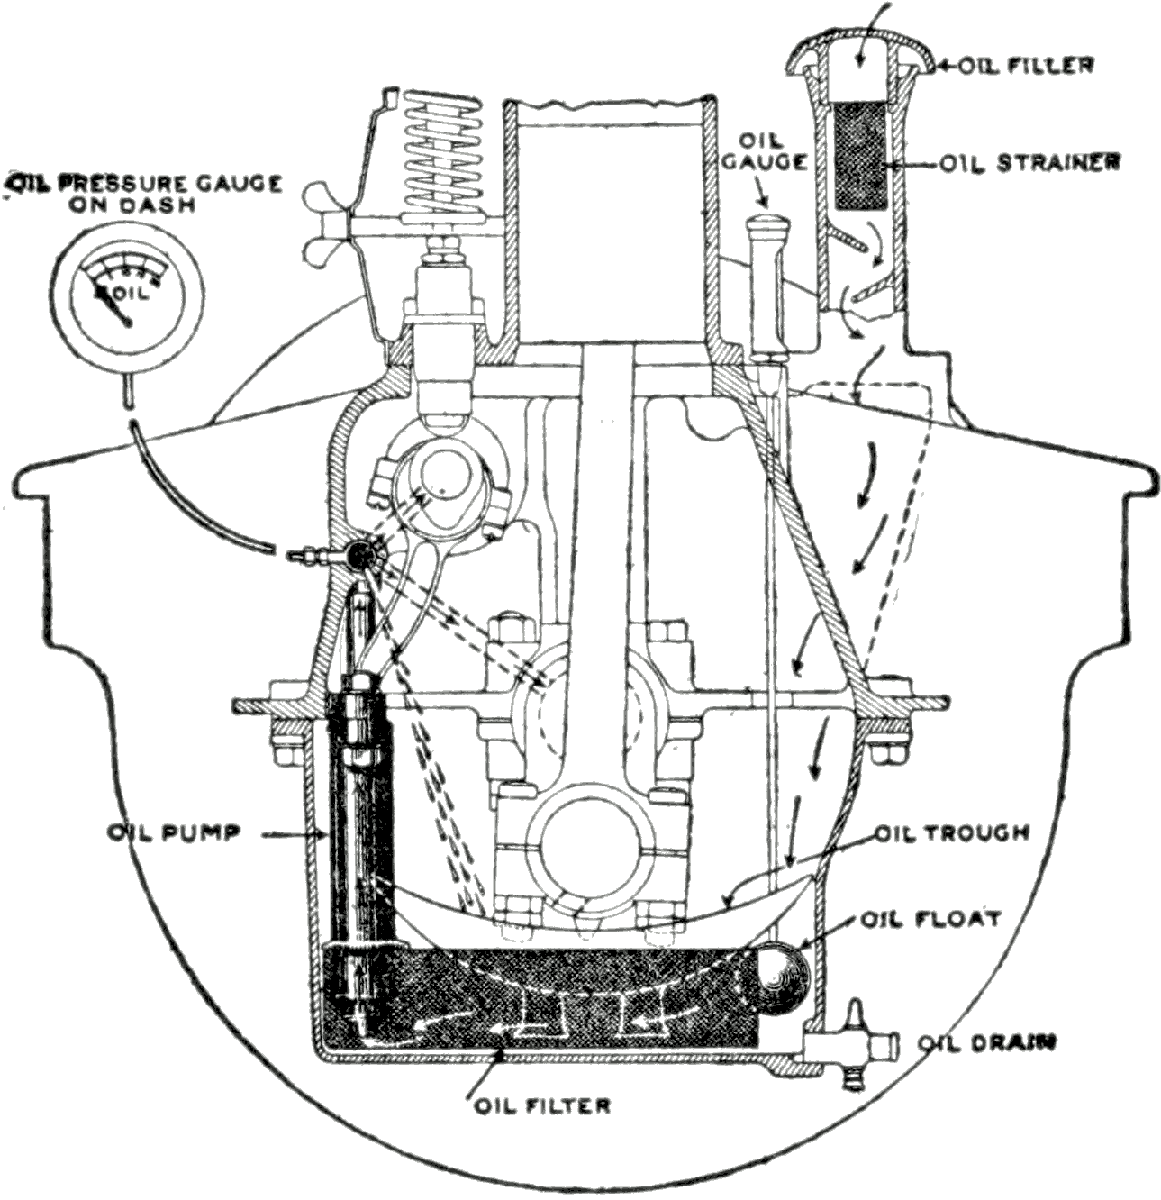 OIL FILLER
OIL
GAUGE
OIL STRAINER
OIL PRESSURE GAUGE
ON DASH
OIL
OIL PUMP
OIL TROUGH
OIL FLOAT
OIL DRAIN
OIL FILTER